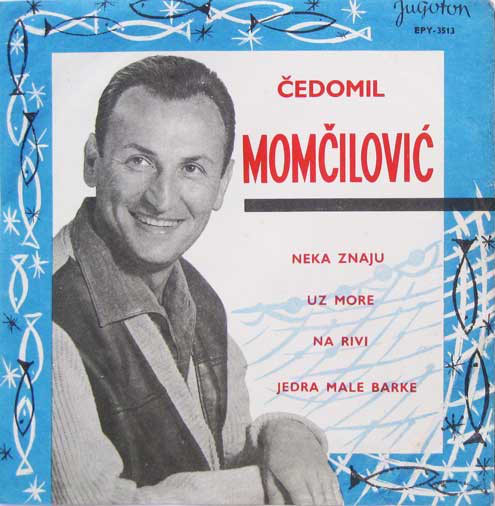 Jugoton
EPY-3513
ČEDOMIL
MOMČILOVIĆ
NEKA ZNAJU
UZ MORE
NA RIVI
JEDRA MALE BARKE